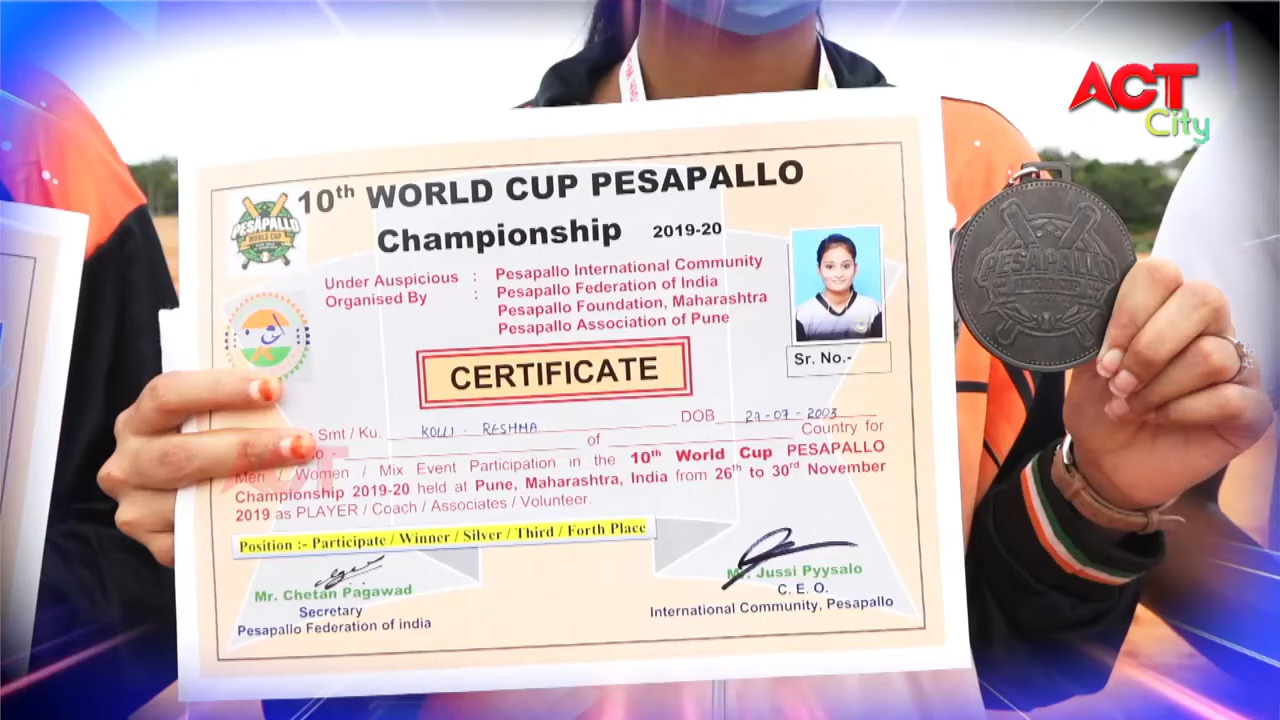 ACT
City
10th WORLD CUP PESAPALLO
Championship 2019-20
PESAPALLO
WORLD CUP
Under Auspicious : Pesapallo International Community
Organised By : Pesapallo Federation of India
Pesapallo Foundation, Maharashtra
Pesapallo Association of Pune
Sr. No.-
CERTIFICATE
Smt / Ku. KOLLI RESHMA DOB 27-07-2003
of Country for
Men / Women / Mix Event Participation in the 10th World Cup PESAPALLO
Championship 2019-20 held at Pune, Maharashtra, India from 26th to 30rd November
2019 as PLAYER / Coach / Associates / Volunteer.
Position :- Participate / Winner / Silver / Third / Forth Place
Mr. Chetan Pagawad
Secretary
Pesapallo Federation of india
Mr. Jussi Pyysalo
C. E. O.
International Community, Pesapallo
PESAPALLO